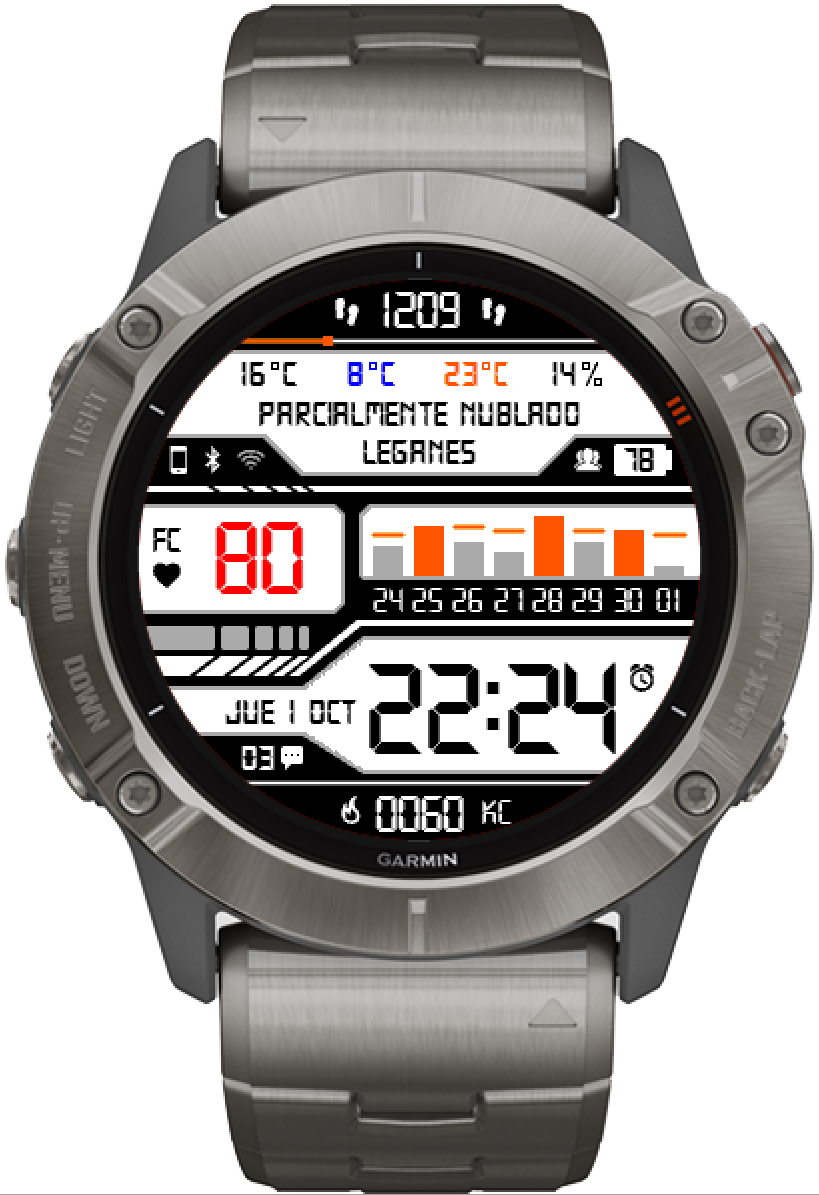 1209
16°C 8°C 23°C 14%
PARCIALMENTE NUBLADO
LEGANES
78
FC
80
24 25 26 27 28 29 30 01
22:24
JUE 1 OCT
03
0060 KC
GARMIN
LIGHT
UP·MENU
DOWN
BACK·LAP